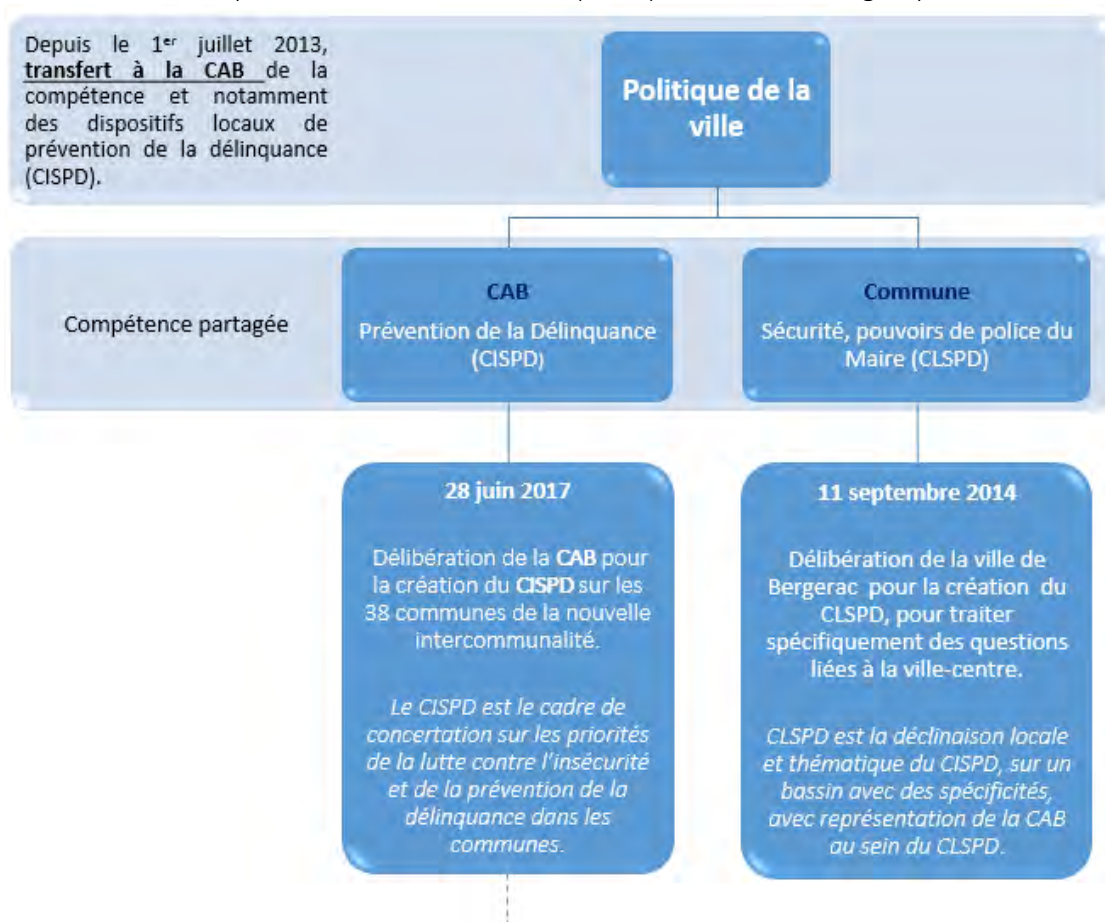 Depuis le 1er juillet 2013,
transfert à la CAB de la
compétence et notamment
des dispositifs locaux de
prévention de la délinquance
(CISPD).
Politique de la
ville
Compétence partagée
CAB
Prévention de la Délinquance
(CISPD)
Commune
Sécurité, pouvoirs de police du
Maire (CLSPD)
28 juin 2017
Délibération de la CAB pour
la création du CISPD sur les
38 communes de la nouvelle
intercommunalité.
Le CISPD est le cadre de
concertation sur les priorités
de la lutte contre l'insécurité
et de la prévention de la
délinquance dans les
communes.
11 septembre 2014
Délibération de la ville de
Bergerac pour la création du
CLSPD, pour traiter
spécifiquement des questions
liées à la ville-centre.
CLSPD est la déclinaison locale
et thématique du CISPD, sur un
bassin avec des spécificités,
avec représentation de la CAB
au sein du CLSPD.